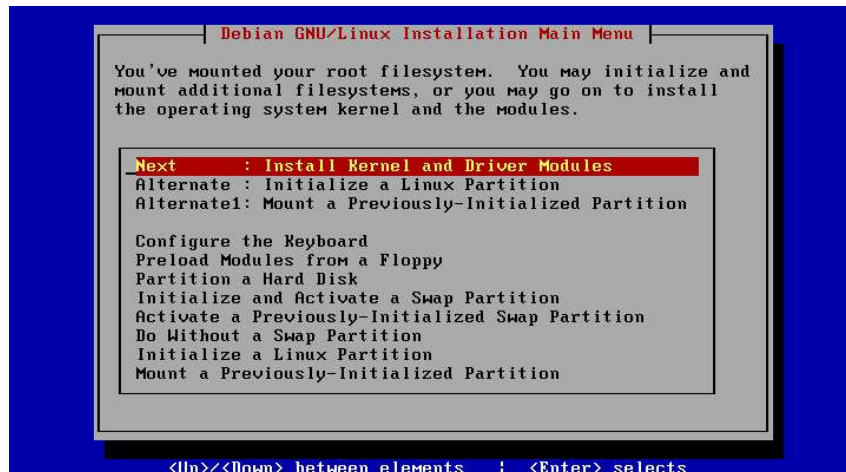 Debian GNU/Linux Installation Main Menu
You've mounted your root filesystem. You may initialize and
mount additional filesystems, or you may go on to install
the operating system kernel and the modules.
Next : Install Kernel and Driver Modules
Alternate : Initialize a Linux Partition
Alternate1: Mount a Previously-Initialized Partition
Configure the Keyboard
Preload Modules from a Floppy
Partition a Hard Disk
Initialize and Activate a Swap Partition
Activate a Previously-Initialized Swap Partition
Do Without a Swap Partition
Initialize a Linux Partition
Mount a Previously-Initialized Partition
<Up>/<Down> between elements | <Enter> selects